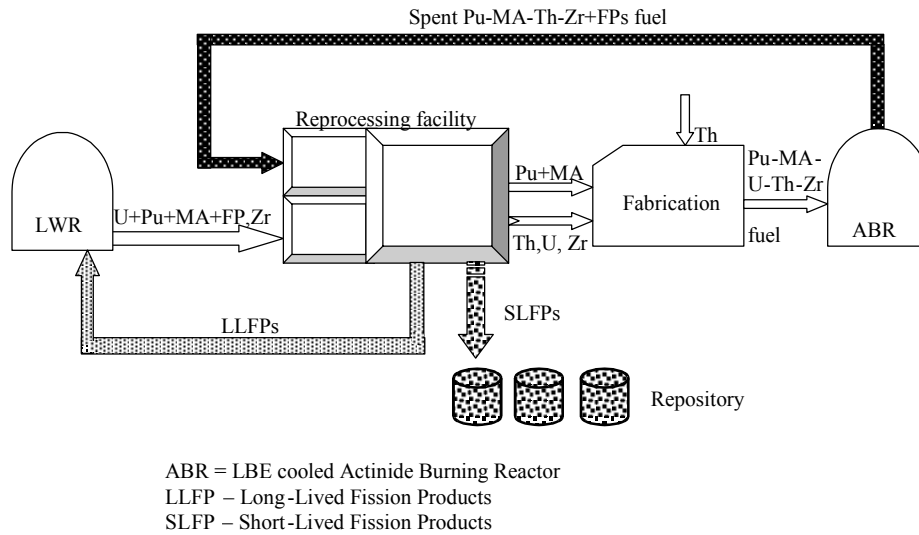 Spent Pu-MA-Th-Zr+FPs fuel
Reprocessing facility
Th
Pu+MA
Pu-MA-
U-Th-Zr
LWR
U+Pu+MA+FP,Zr
Fabrication
ABR
Th,U, Zr
fuel
LLFPs
SLFPs
Repository
ABR = LBE cooled Actinide Burning Reactor
LLFP – Long-Lived Fission Products
SLFP – Short-Lived Fission Products